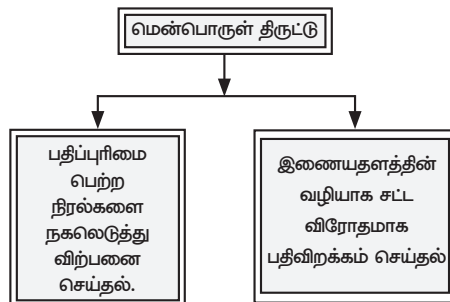 மென்பொருள் திருட்டு
பதிப்புரிமை
பெற்ற
நிரல்களை
நகலெடுத்து
விற்பனை
செய்தல்.
இணையதளத்தின்
வழியாக சட்ட
விரோதமாக
பதிவிறக்கம் செய்தல்